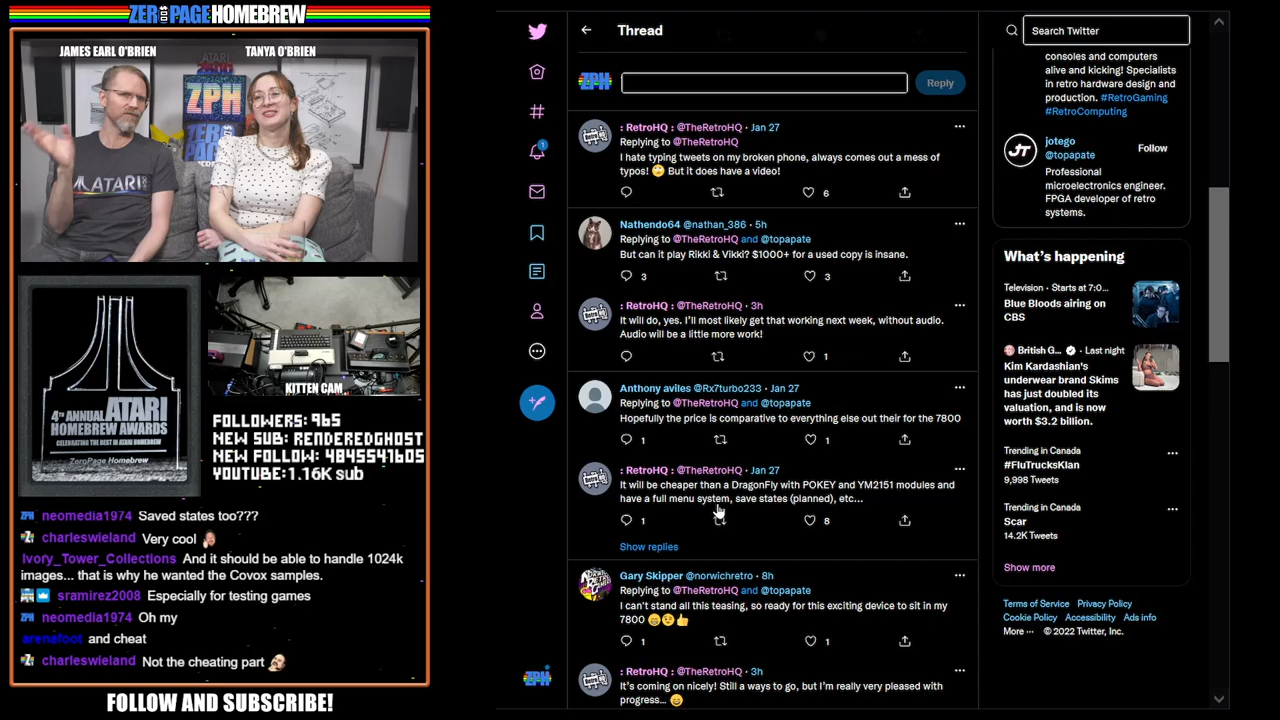 ZEROPAGE HOMEBREW
JAMES EARL O'BRIEN
TANYA O'BRIEN
ATARI
ZPH
ATARI
4TH ANNUAL ATARI
HOMEBREW AWARDS
CELEBRATING THE BEST IN ATARI HOMEBREW
ZeroPage Homebrew
KITTEN CAM
FOLLOWERS: 965
NEW SUB: RENDEREDGHOST
NEW FOLLOW: 4845547605
YOUTUBE: 1.16K sub
neomedia1974 Saved states too???
charleswieland Very cool
Ivory_Tower_Collections And it should be able to handle 1024k
images... that is why he wanted the Covox samples.
sramirez2008 Especially for testing games
neomedia1974 Oh my
arenafoot and cheat
charleswieland Not the cheating part
FOLLOW AND SUBSCRIBE!
1
ZPH
Thread
ZPH
Reply
: RetroHQ : @TheRetroHQ · Jan 27
Replying to @TheRetroHQ
I hate typing tweets on my broken phone, always comes out a mess of
typos! 🙄 But it does have a video!
6
Nathendo64 @nathan_386 · 5h
Replying to @TheRetroHQ and @topapate
But can it play Rikki & Vikki? $1000+ for a used copy is insane.
3 3
: RetroHQ : @TheRetroHQ · 3h
It will do, yes. I'll most likely get that working next week, without audio.
Audio will be a little more work!
1
Anthony aviles @Rx7turbo233 · Jan 27
Replying to @TheRetroHQ and @topapate
Hopefully the price is comparative to everything else out their for the 7800
1 1
: RetroHQ : @TheRetroHQ · Jan 27
It will be cheaper than a DragonFly with POKEY and YM2151 modules and
have a full menu system, save states (planned), etc...
1 8
Show replies
Gary Skipper @norwichretro · 8h
Replying to @TheRetroHQ and @topapate
I can't stand all this teasing, so ready for this exciting device to sit in my
7800 😁😌👍
1 1
: RetroHQ : @TheRetroHQ · 3h
It's coming on nicely! Still a ways to go, but I'm really very pleased with
progress... 😄
Search Twitter
consoles and computers
alive and kicking! Specialists
in retro hardware design and
production. #RetroGaming
#RetroComputing
JT
jotego
@topapate
Follow
Professional
microelectronics engineer.
FPGA developer of retro
systems.
What's happening
Television · Starts at 7:0...
Blue Bloods airing on
CBS
British G... · Last night
Kim Kardashian's
underwear brand Skims
has just doubled its
valuation, and is now
worth $3.2 billion.
Trending in Canada
#FluTrucksKlan
9,998 Tweets
Trending in Canada
Scar
14.2K Tweets
Show more
Terms of Service Privacy Policy
Cookie Policy Accessibility Ads info
More ··· © 2022 Twitter, Inc.